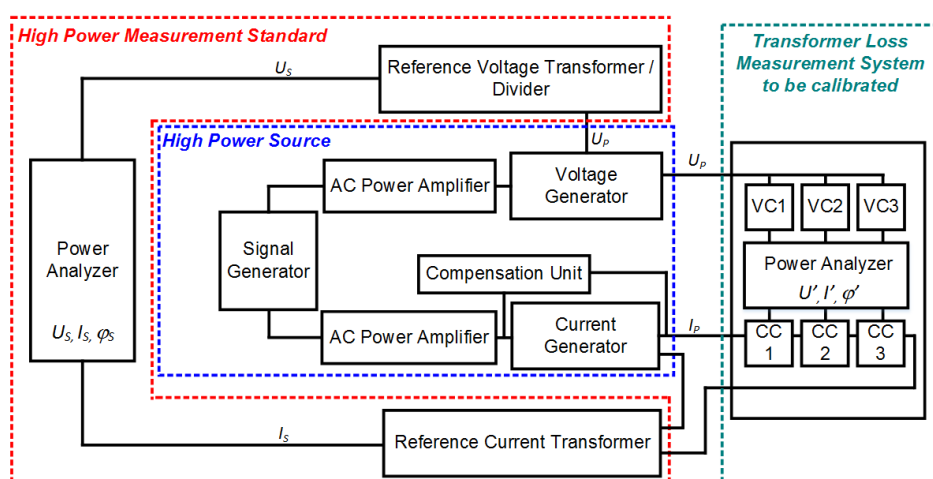 High Power Measurement Standard
Transformer Loss
Measurement System
to be calibrated
U_S
Reference Voltage Transformer /
Divider
High Power Source
U_P
U_P
AC Power Amplifier
Voltage
Generator
VC1
VC2
VC3
Power
Analyzer
U_S, I_S, φ_S
Signal
Generator
Compensation Unit
Power Analyzer
U′, I′, φ′
AC Power Amplifier
Current
Generator
I_P
CC
1
CC
2
CC
3
I_S
Reference Current Transformer